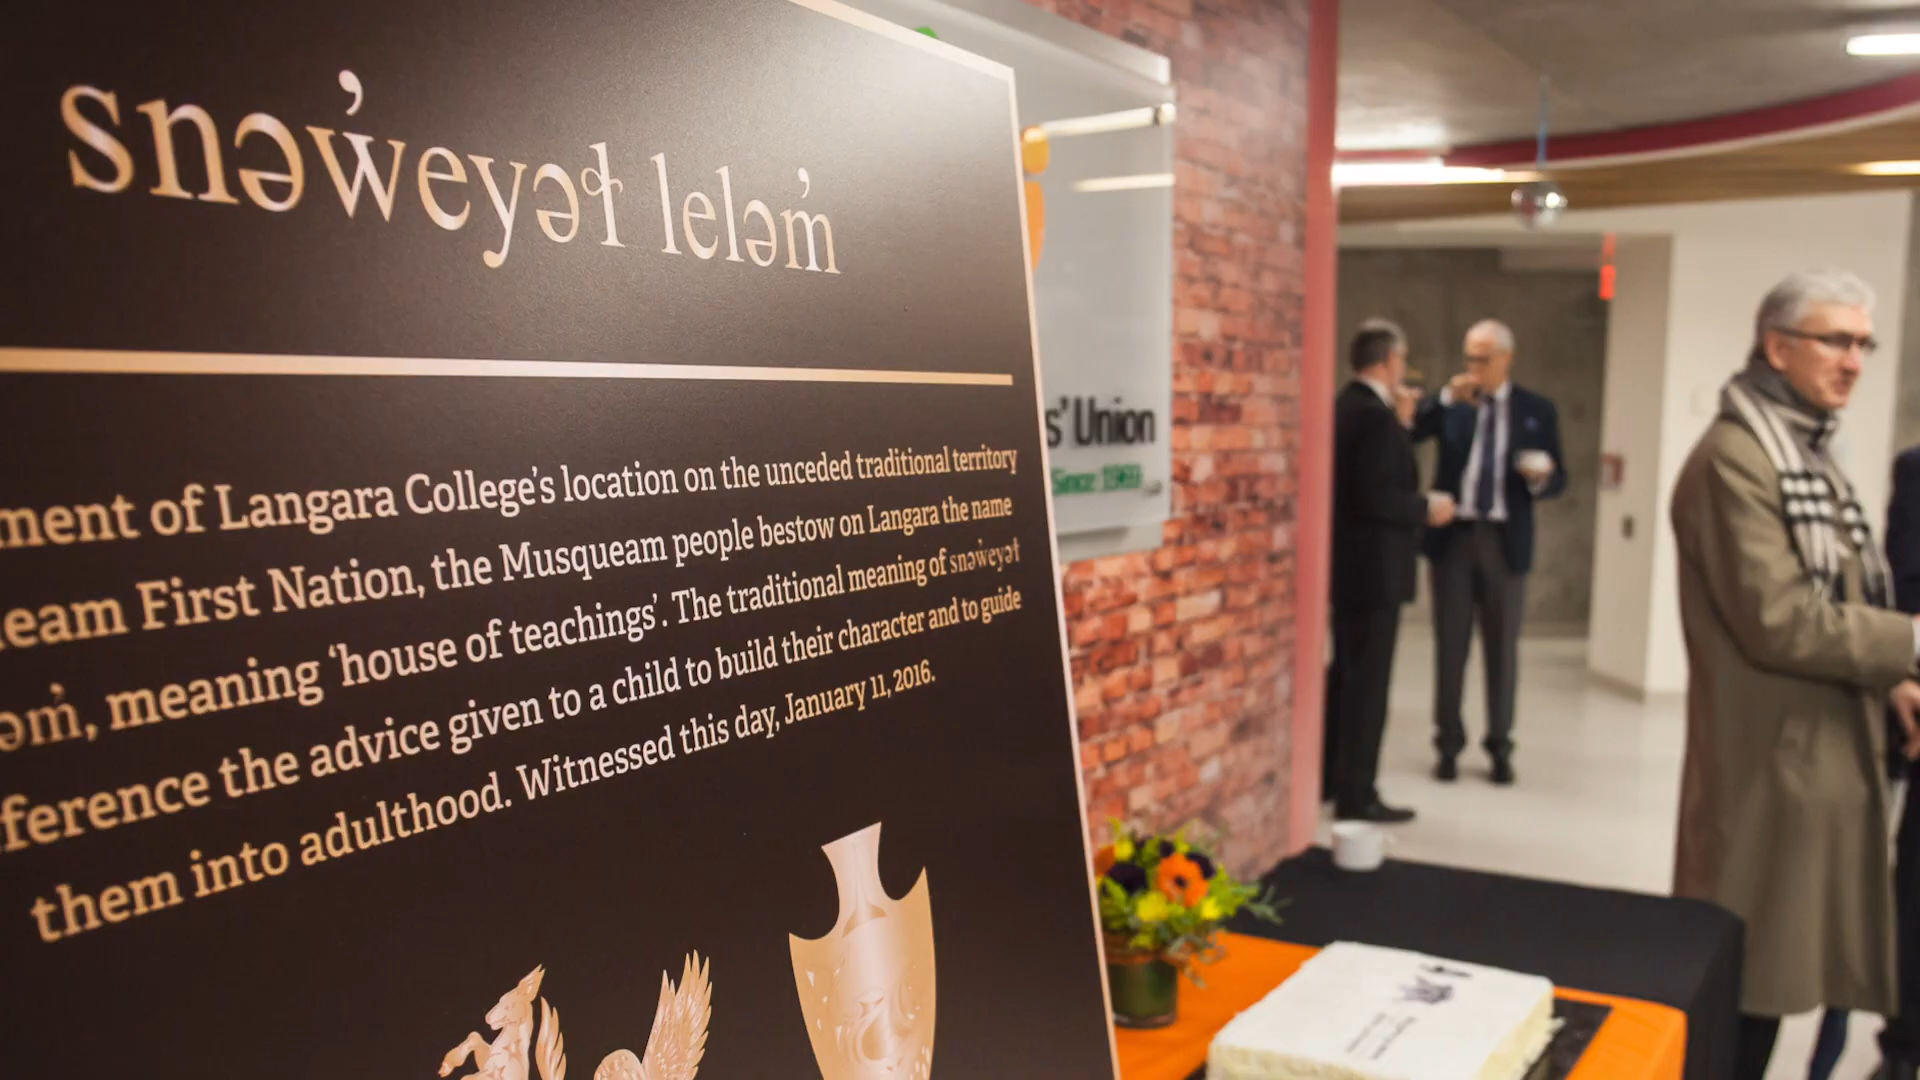 snəw̓eyəɬ leləm̓
ment of Langara College's location on the unceded traditional territory
eam First Nation, the Musqueam people bestow on Langara the name
əm̓, meaning ‘house of teachings’. The traditional meaning of snəw̓eyəɬ
ference the advice given to a child to build their character and to guide
them into adulthood. Witnessed this day, January 11, 2016.
s' Union
Since 1969